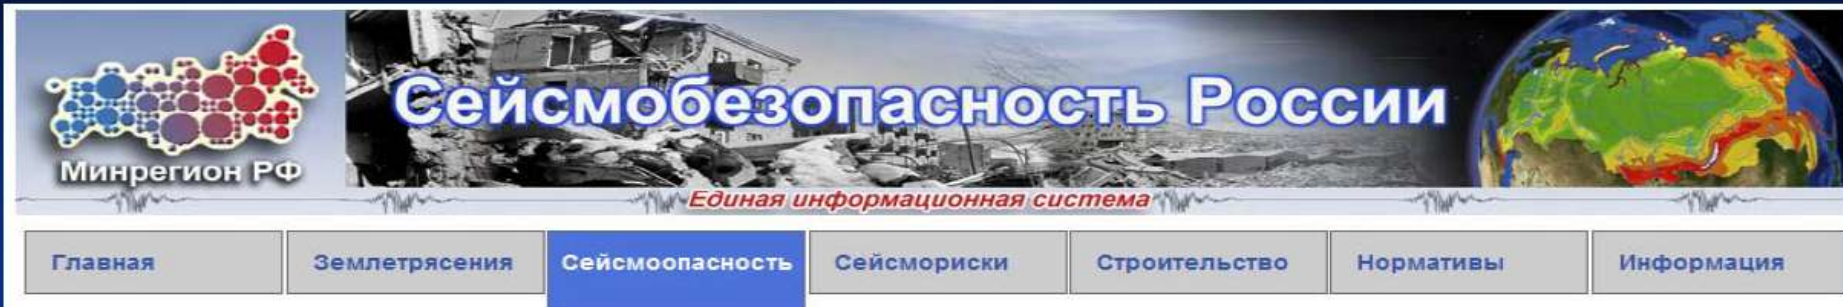 Сейсмобезопасность России
Минрегион РФ
Единая информационная система
Главная Землетрясения Сейсмоопасность Сейсмориски Строительство Нормативы Информация